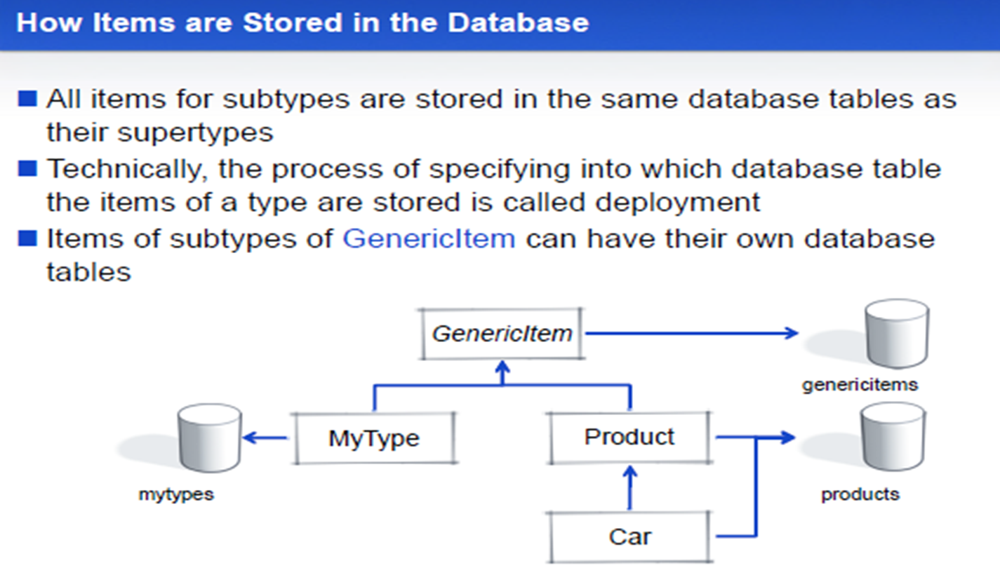 How Items are Stored in the Database
All items for subtypes are stored in the same database tables as
their supertypes
Technically, the process of specifying into which database table
the items of a type are stored is called deployment
Items of subtypes of GenericItem can have their own database
tables
GenericItem
genericitems
MyType
Product
mytypes
products
Car